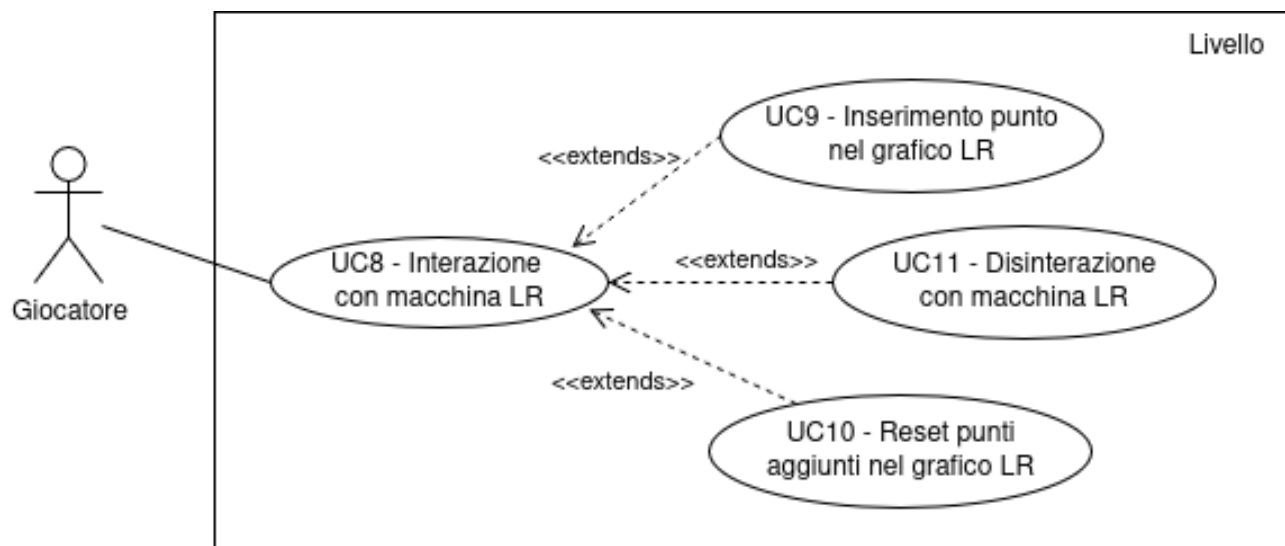 Livello
UC9 - Inserimento punto
nel grafico LR
<<extends>>
UC8 - Interazione
con macchina LR
<<extends>>
UC11 - Disinterazione
con macchina LR
Giocatore
<<extends>>
UC10 - Reset punti
aggiunti nel grafico LR